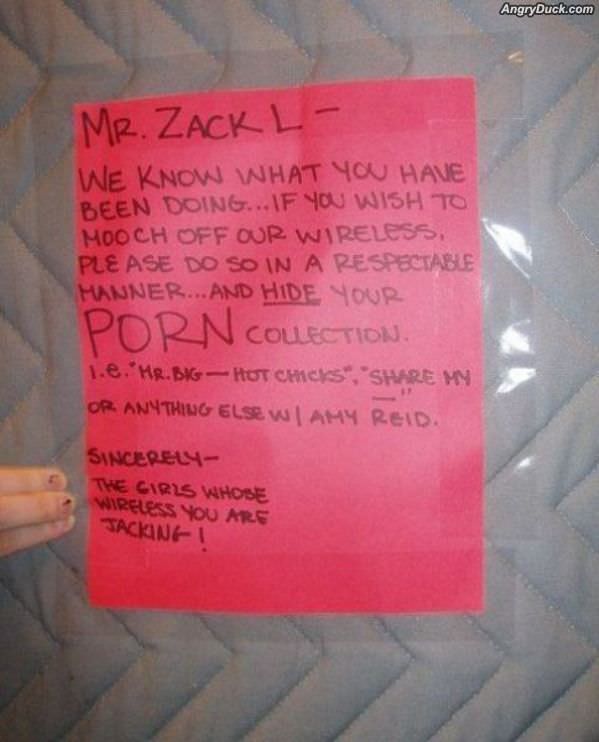 AngryDuck.com
MR. ZACK L-
WE KNOW WHAT YOU HAVE
BEEN DOING...IF YOU WISH TO
MOOCH OFF OUR WIRELESS,
PLEASE DO SO IN A RESPECTABLE
MANNER...AND HIDE YOUR
PORN COLLECTION.
i.e. "MR. BIG - HOT CHICKS", "SHARE MY
—"
OR ANYTHING ELSE W/ AMY REID.
SINCERELY-
THE GIRLS WHOSE
WIRELESS YOU ARE
JACKING!